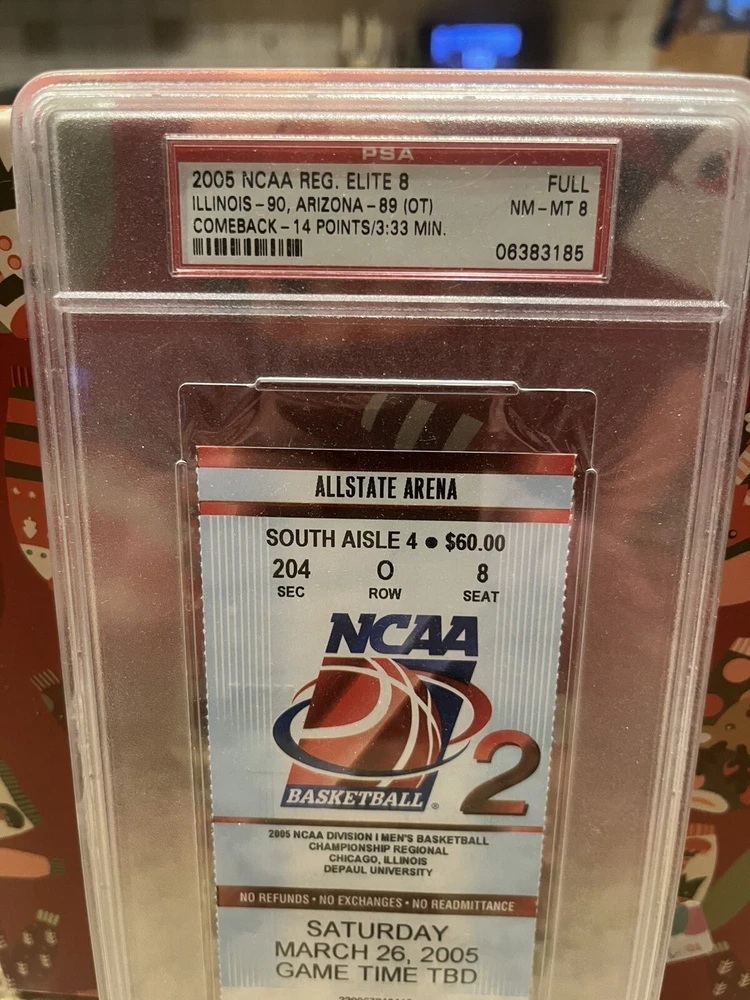 PSA
2005 NCAA REG. ELITE 8 FULL
ILLINOIS-90, ARIZONA-89 (OT) NM-MT 8
COMEBACK-14 POINTS/3:33 MIN.
06383185
ALLSTATE ARENA
SOUTH AISLE 4 • $60.00
204 O 8
SEC ROW SEAT
NCAA
BASKETBALL®
2
2005 NCAA DIVISION I MEN'S BASKETBALL
CHAMPIONSHIP REGIONAL
CHICAGO, ILLINOIS
DEPAUL UNIVERSITY
NO REFUNDS • NO EXCHANGES • NO READMITTANCE
SATURDAY
MARCH 26, 2005
GAME TIME TBD